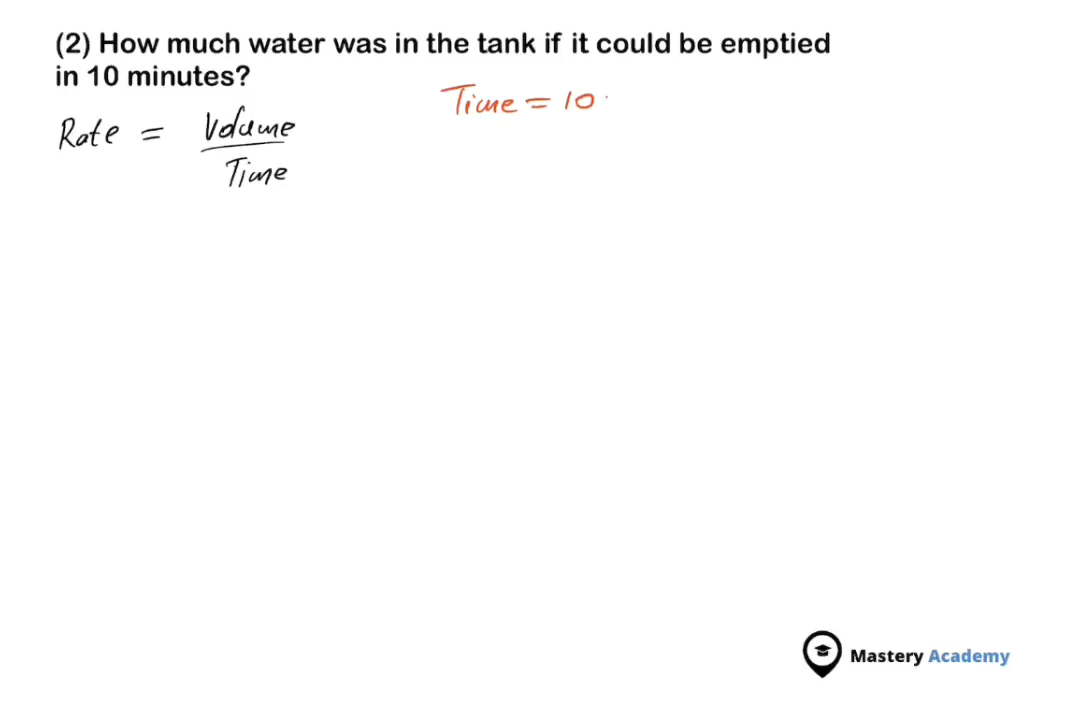 (2) How much water was in the tank if it could be emptied
in 10 minutes?
Time = 10
Rate = Volume
Time
Mastery Academy